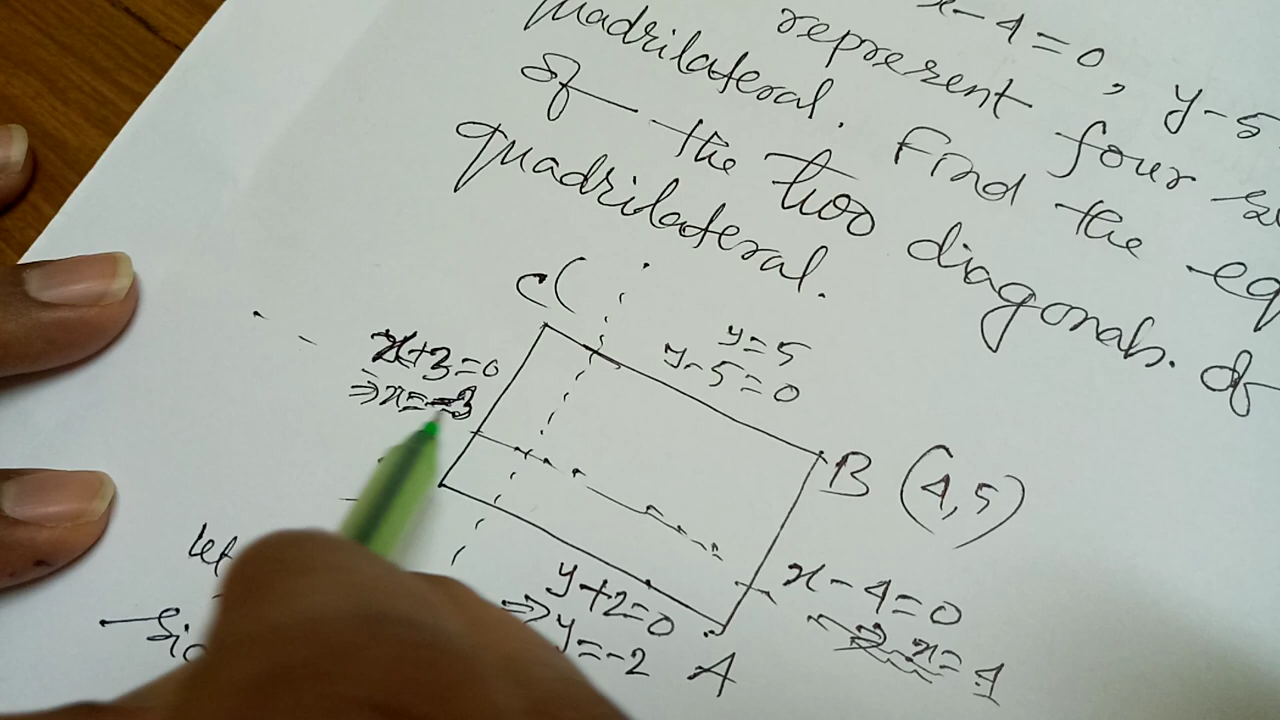 x-4=0, y-5
represent four
quadrilateral. Find the eq
of the two diagonals. of
quadrilateral.
C(
y=5
y-5=0
x+3=0
⇒x=-3
B (4,5)
x-4=0
⇒ x=4
y+2=0
⇒ y=-2
A
let